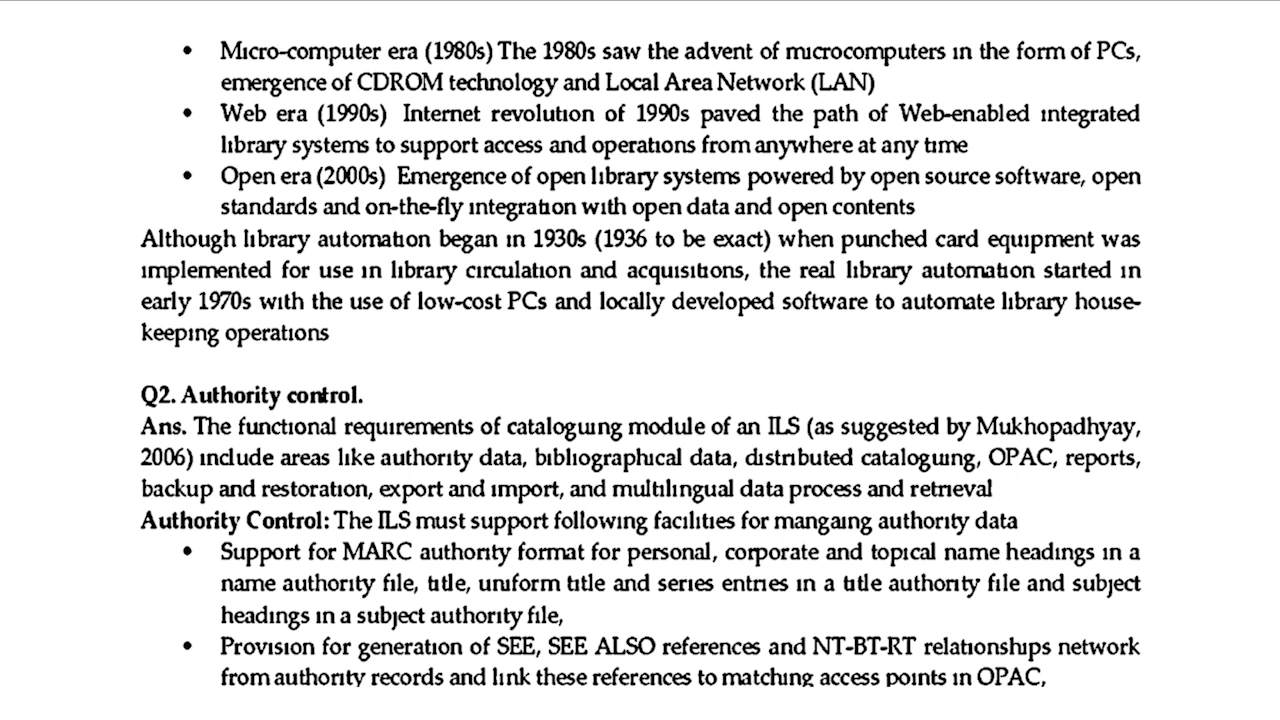 • Micro-computer era (1980s) The 1980s saw the advent of microcomputers in the form of PCs,
emergence of CDROM technology and Local Area Network (LAN)
• Web era (1990s) Internet revolution of 1990s paved the path of Web-enabled integrated
library systems to support access and operations from anywhere at any time
• Open era (2000s) Emergence of open library systems powered by open source software, open
standards and on-the-fly integration with open data and open contents
Although library automation began in 1930s (1936 to be exact) when punched card equipment was
implemented for use in library circulation and acquisitions, the real library automation started in
early 1970s with the use of low-cost PCs and locally developed software to automate library house-
keeping operations
Q2. Authority control.
Ans. The functional requirements of cataloguing module of an ILS (as suggested by Mukhopadhyay,
2006) include areas like authority data, bibliographical data, distributed cataloguing, OPAC, reports,
backup and restoration, export and import, and multilingual data process and retrieval
Authority Control: The ILS must support following facilities for mangaing authority data
• Support for MARC authority format for personal, corporate and topical name headings in a
name authority file, title, uniform title and series entries in a title authority file and subject
headings in a subject authority file,
• Provision for generation of SEE, SEE ALSO references and NT-BT-RT relationships network
from authority records and link these references to matching access points in OPAC,